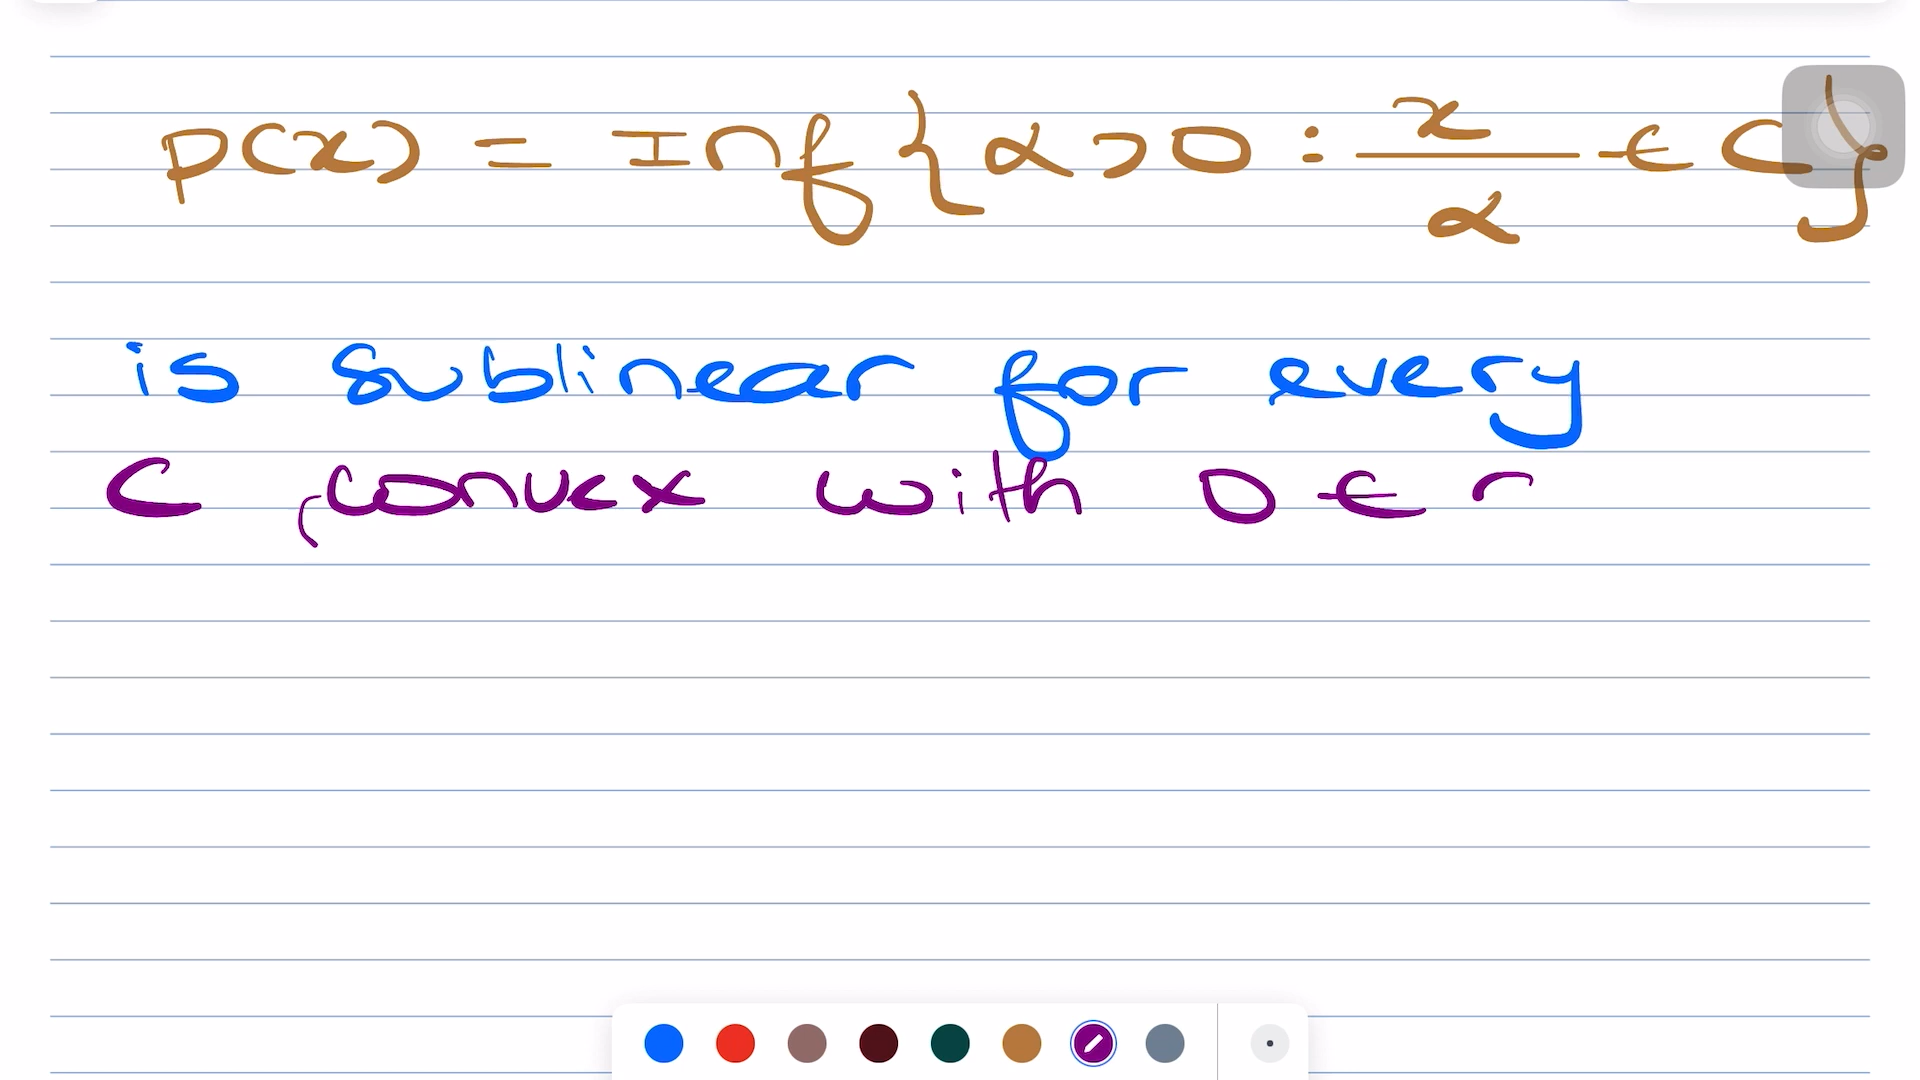 p(x) = Inf { α > 0 : x/α ∈ C }
is sublinear for every
C , convex with 0 ∈